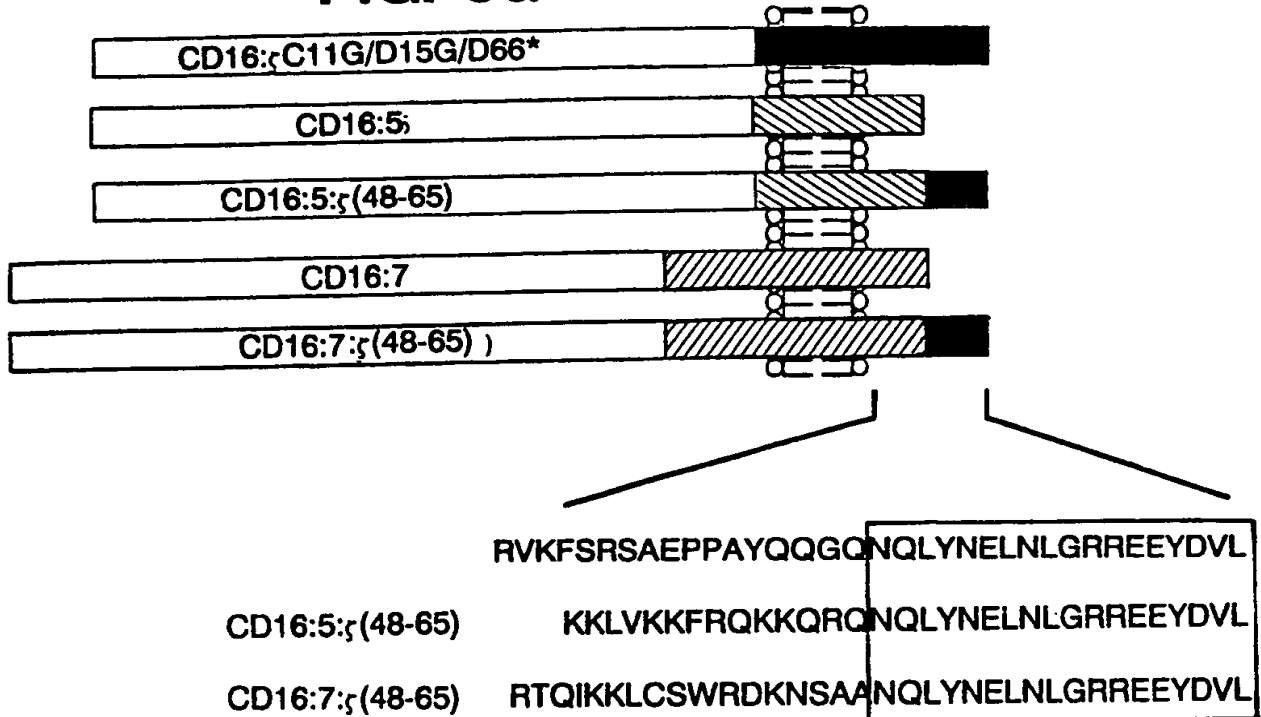 CD16:ζC11G/D15G/D66*
CD16:5
CD16:5:ζ(48-65)
CD16:7
CD16:7:ζ(48-65) )
RVKFSRSAEPPAYQQGQNQLYNELNLGRREEYDVL
CD16:5:ζ(48-65) KKLVKKFRQKKQRQNQLYNELNLGRREEYDVL
CD16:7:ζ(48-65) RTQIKKLCSWRDKNSAANQLYNELNLGRREEYDVL